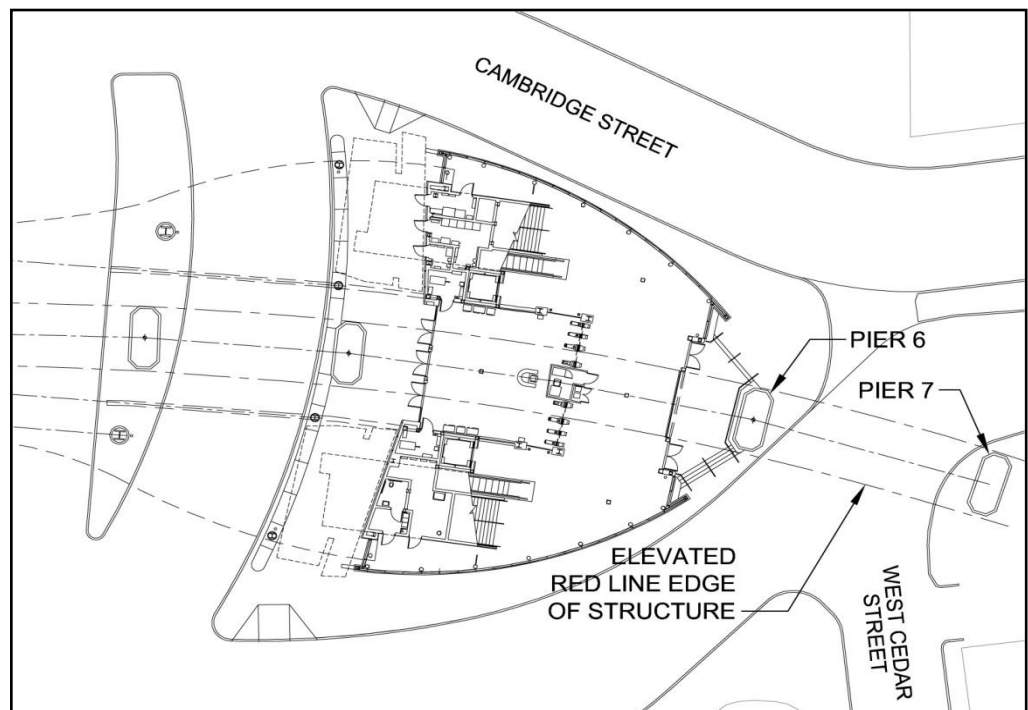 CAMBRIDGE STREET
PIER 6
PIER 7
ELEVATED
RED LINE EDGE
OF STRUCTURE
WEST CEDAR
STREET